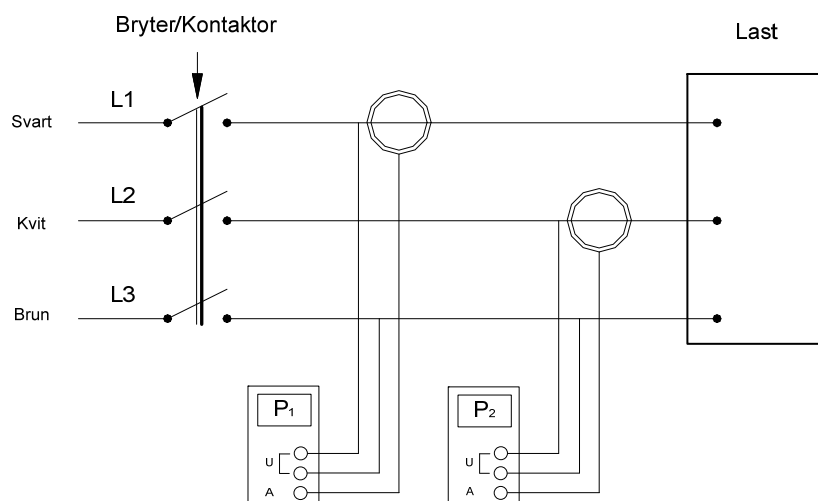 Bryter/Kontaktor
Last
L1
Svart
L2
Kvit
L3
Brun
P1
P2
U
U
A
A